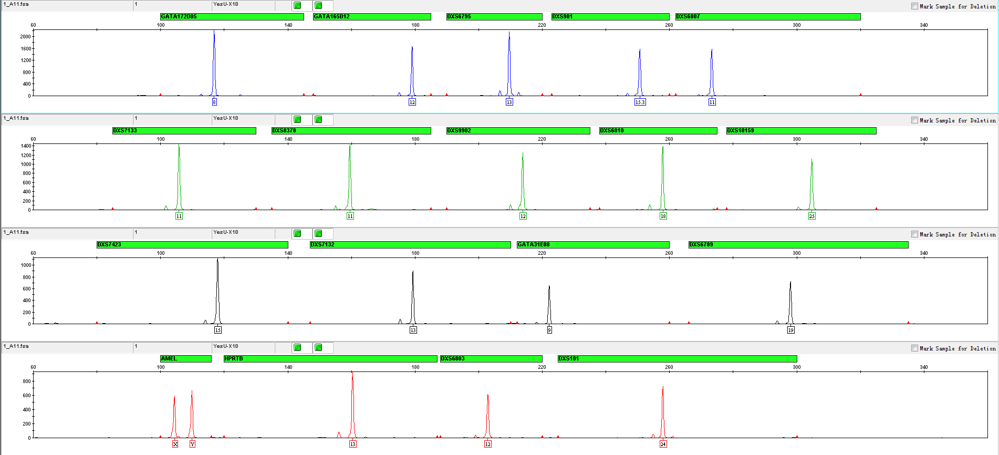 1_A11.fsa 1 YesU-X18 Mark Sample for Deletion
GATA172D05 GATA165B12 DXS6795 DXS981 DXS6807
60 100 140 180 220 260 300 340
2000
1600
1200
800
400
0
8 12 13 15.3 11
1_A11.fsa 1 YesU-X18 Mark Sample for Deletion
DXS7133 DXS8378 DXS9902 DXS6810 DXS10159
60 100 140 180 220 260 300 340
1400
1200
1000
800
600
400
200
0
11 11 12 18 25
1_A11.fsa 1 YesU-X18 Mark Sample for Deletion
DXS7423 DXS7132 GATA31E08 DXS6789
60 100 140 180 220 260 300 340
1000
800
600
400
200
0
15 13 9 19
1_A11.fsa 1 YesU-X18 Mark Sample for Deletion
AMEL HPRTB DXS6803 DXS101
60 100 140 180 220 260 300 340
800
600
400
200
0
X Y 13 12 24